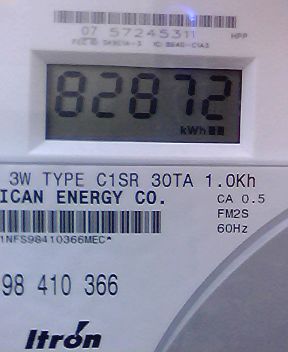 07 57245311 HPP
82872
kWh
3W TYPE C1SR 30TA 1.0Kh
ICAN ENERGY CO. CA 0.5
FM2S
1NFS98410366MEC* 60Hz
98 410 366
Itron